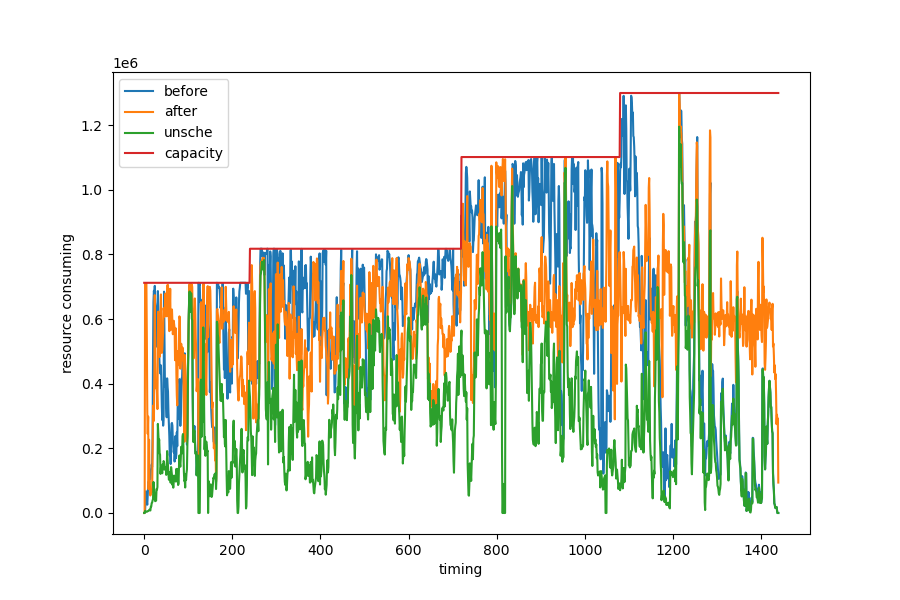 1e6
before
after
unsche
capacity
1.2
1.0
0.8
0.6
0.4
0.2
0.0
resource consuming
0 200 400 600 800 1000 1200 1400
timing